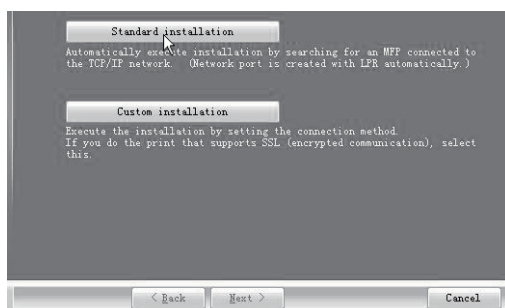 Standard installation
Automatically execute installation by searching for an MFP connected to
the TCP/IP network. (Network port is created with LPR automatically.)
Custom installation
Execute the installation by setting the connection method.
If you do the print that supports SSL (encrypted communication), select
this.
< Back
Next >
Cancel